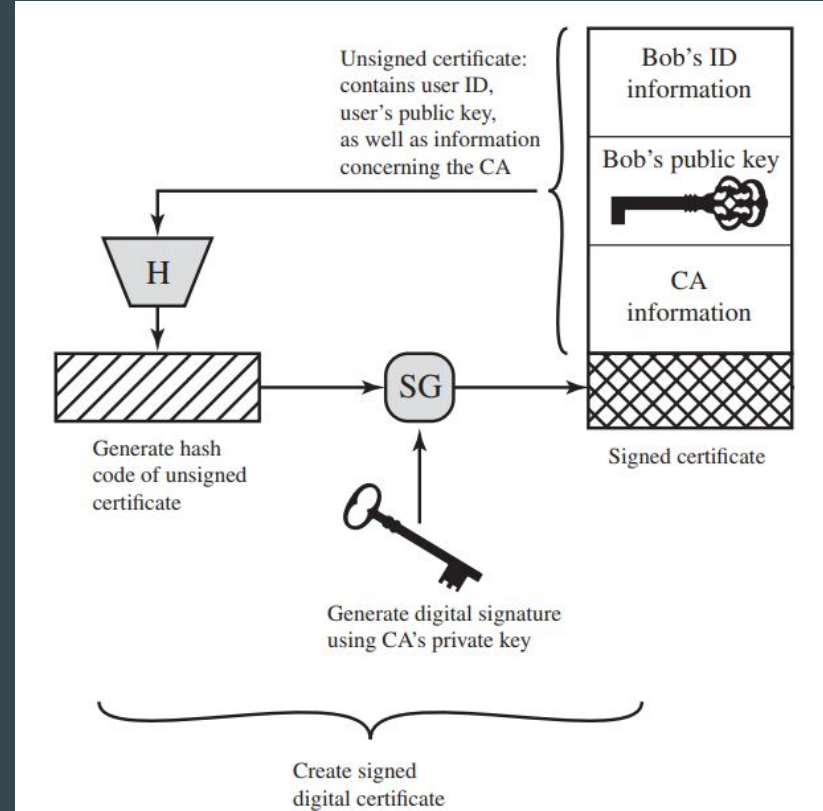 Unsigned certificate:
contains user ID,
user's public key,
as well as information
concerning the CA
Bob's ID
information
Bob's public key
CA
information
H
SG
Generate hash
code of unsigned
certificate
Signed certificate
Generate digital signature
using CA's private key
Create signed
digital certificate